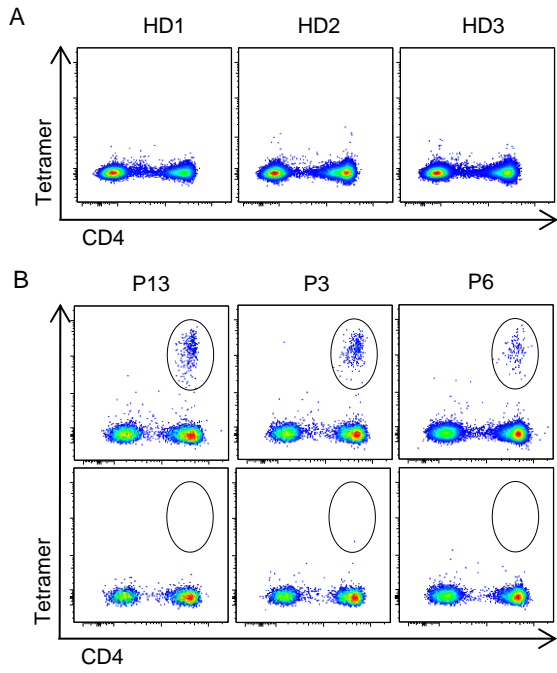 A
HD1 HD2 HD3
Tetramer
CD4
B
P13 P3 P6
Tetramer
CD4